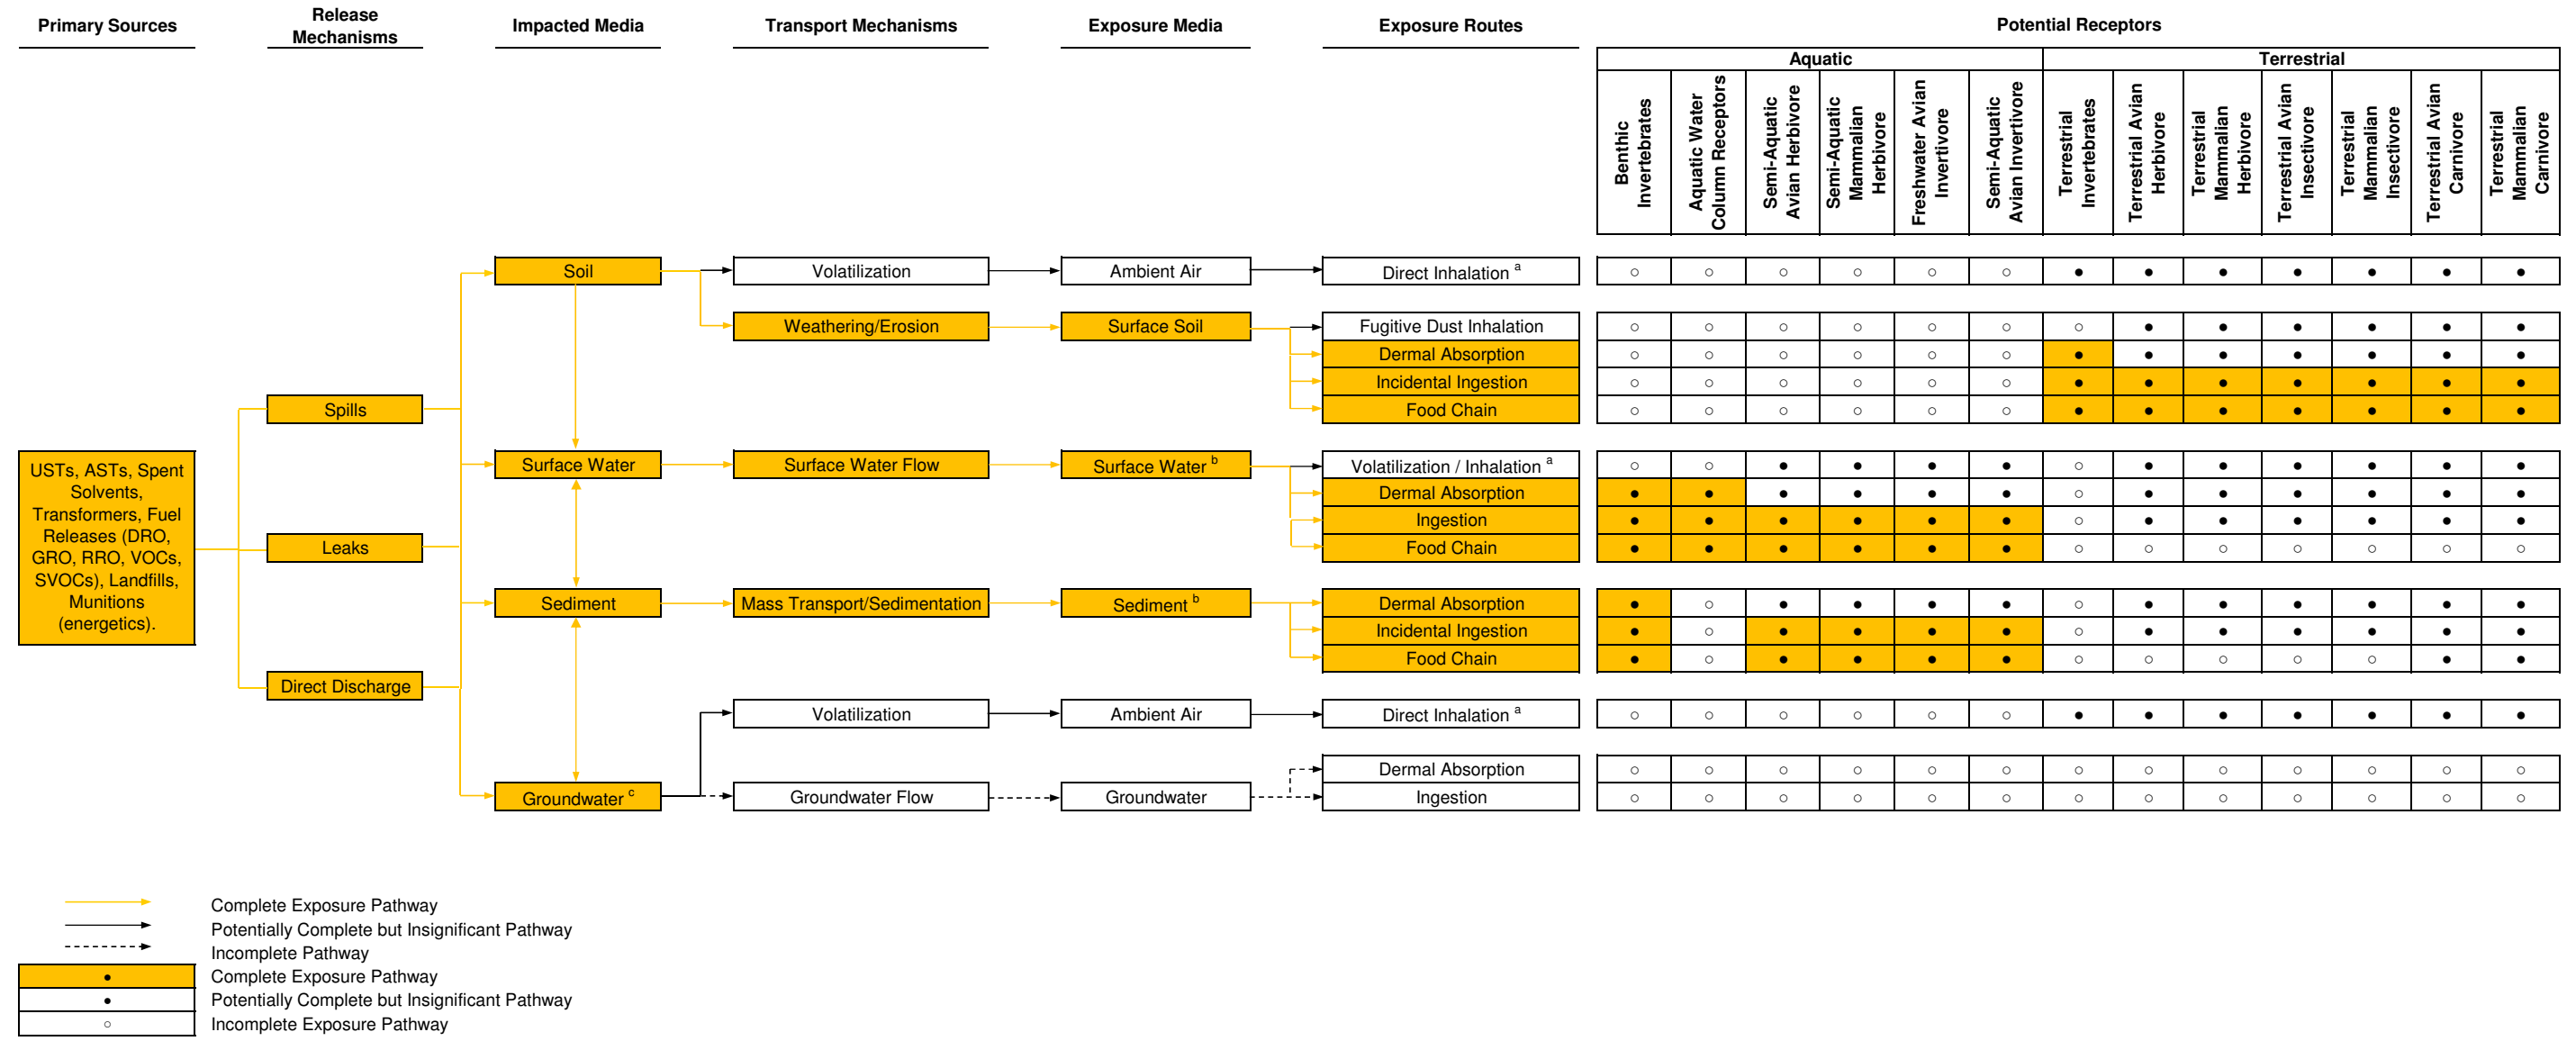 Primary Sources
Release
Mechanisms
Impacted Media
Transport Mechanisms
Exposure Media
Exposure Routes
Potential Receptors
Aquatic
Terrestrial
Benthic
Invertebrates
Aquatic Water
Column Receptors
Semi-Aquatic
Avian Herbivore
Semi-Aquatic
Mammalian
Herbivore
Freshwater Avian
Invertivore
Semi-Aquatic
Avian Invertivore
Terrestrial
Invertebrates
Terrestrial Avian
Herbivore
Terrestrial
Mammalian
Herbivore
Terrestrial Avian
Insectivore
Terrestrial
Mammalian
Insectivore
Terrestrial Avian
Carnivore
Terrestrial
Mammalian
Carnivore
Soil
Volatilization
Ambient Air
Direct Inhalation a
Weathering/Erosion
Surface Soil
Fugitive Dust Inhalation
Dermal Absorption
Incidental Ingestion
Food Chain
Spills
Leaks
Direct Discharge
USTs, ASTs, Spent
Solvents,
Transformers, Fuel
Releases (DRO,
GRO, RRO, VOCs,
SVOCs), Landfills,
Munitions
(energetics).
Surface Water
Surface Water Flow
Surface Water b
Volatilization / Inhalation a
Dermal Absorption
Ingestion
Food Chain
Sediment
Mass Transport/Sedimentation
Sediment b
Dermal Absorption
Incidental Ingestion
Food Chain
Volatilization
Ambient Air
Direct Inhalation a
Groundwater c
Groundwater Flow
Groundwater
Dermal Absorption
Ingestion
Complete Exposure Pathway
Potentially Complete but Insignificant Pathway
Incomplete Pathway
Complete Exposure Pathway
Potentially Complete but Insignificant Pathway
Incomplete Exposure Pathway